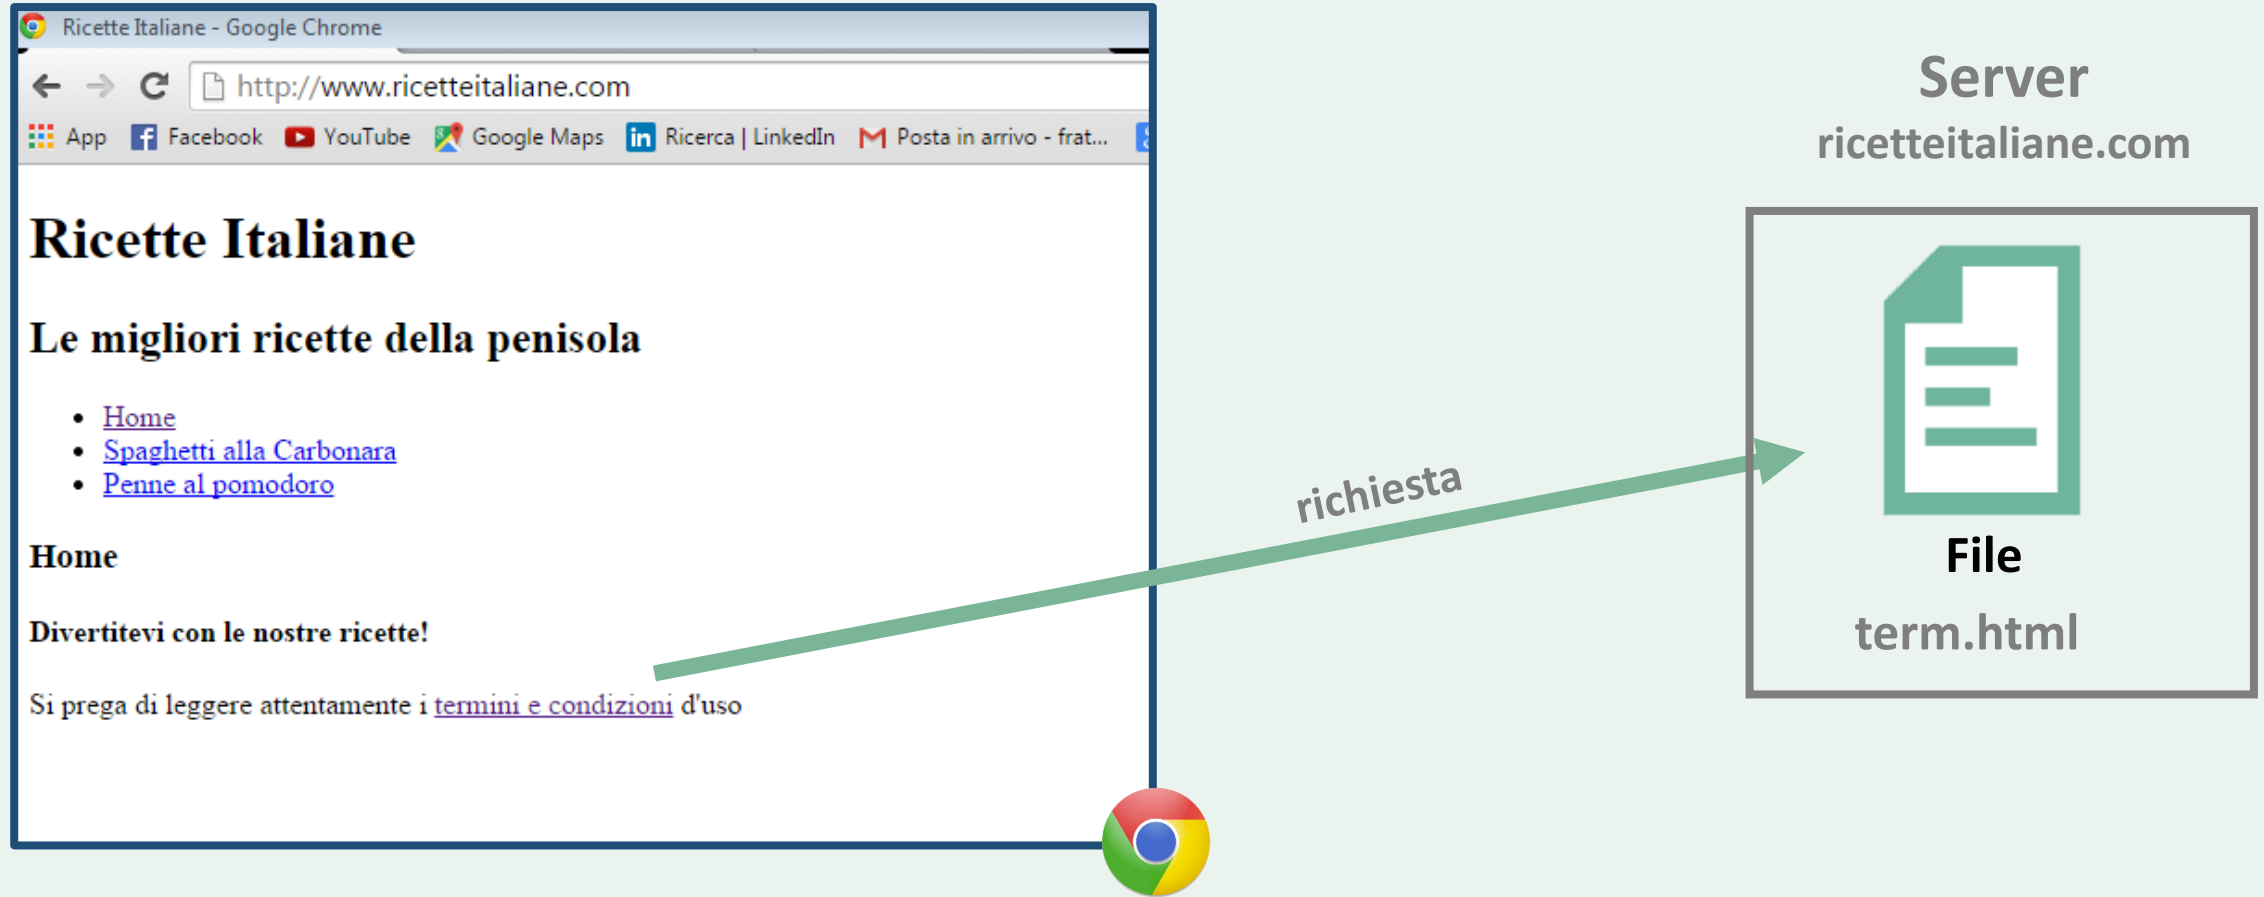 Ricette Italiane - Google Chrome
http://www.ricetteitaliane.com
App Facebook YouTube Google Maps in Ricerca | LinkedIn Posta in arrivo - frat...
Ricette Italiane
Le migliori ricette della penisola
• Home
• Spaghetti alla Carbonara
• Penne al pomodoro
Home
Divertitevi con le nostre ricette!
Si prega di leggere attentamente i termini e condizioni d'uso
richiesta
Server
ricetteitaliane.com
File
term.html